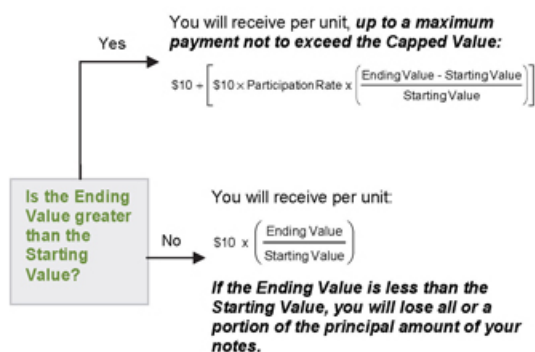 You will receive per unit, up to a maximum
payment not to exceed the Capped Value:
Yes
$10 + [$10 × Participation Rate x (Ending Value - Starting Value / Starting Value)]
Is the Ending
Value greater
than the
Starting
Value?
No
You will receive per unit:
$10 x (Ending Value / Starting Value)
If the Ending Value is less than the
Starting Value, you will lose all or a
portion of the principal amount of your
notes.